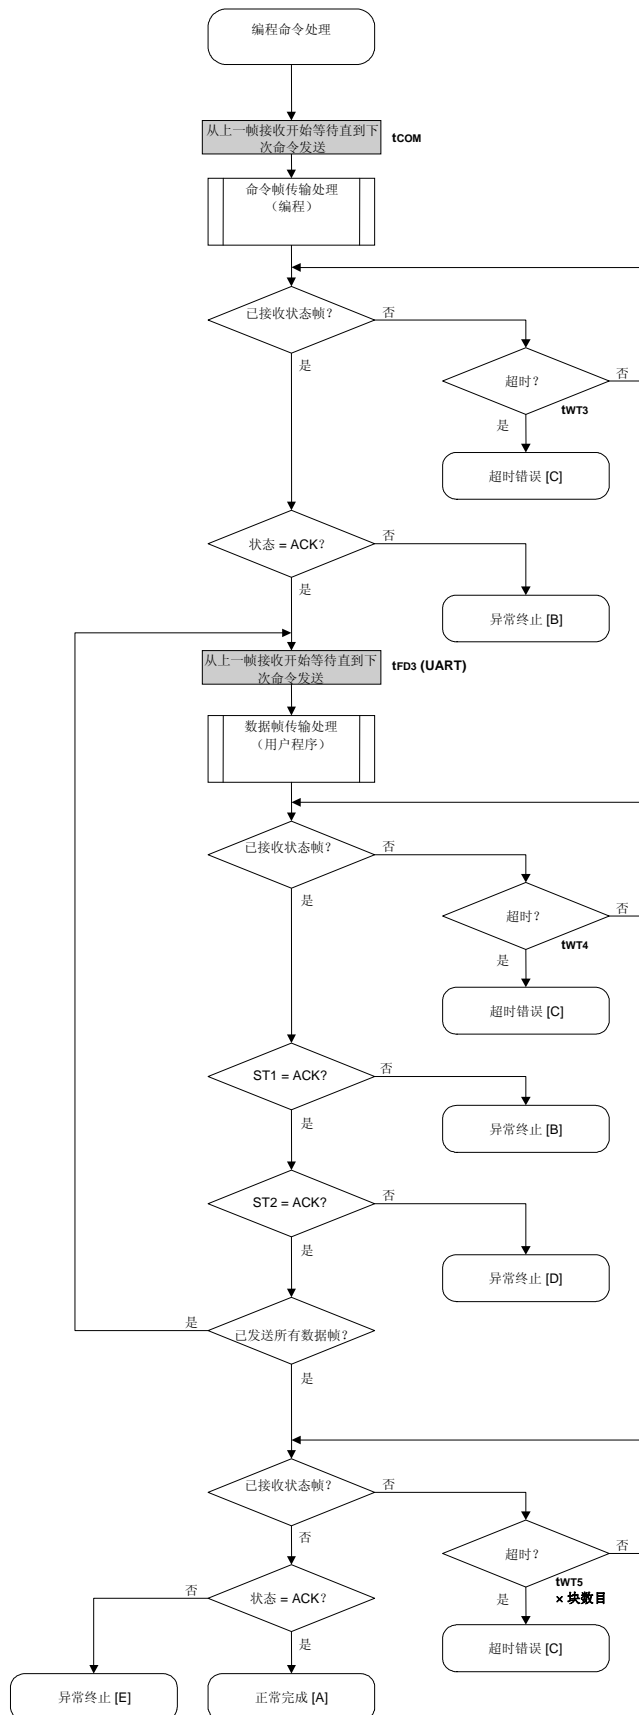 编程命令处理
从上一帧接收开始等待直到下
次命令发送
tCOM
命令帧传输处理
（编程）
已接收状态帧？
否
是
超时？
否
tWT3
是
超时错误 [C]
状态 = ACK？
否
是
异常终止 [B]
从上一帧接收开始等待直到下
次命令发送
tFD3 (UART)
数据帧传输处理
（用户程序）
已接收状态帧？
否
是
超时？
否
tWT4
是
超时错误 [C]
ST1 = ACK?
否
是
异常终止 [B]
ST2 = ACK?
否
是
异常终止 [D]
是
已发送所有数据帧？
是
已接收状态帧？
否
否
超时？
否
tWT5
× 块数目
是
超时错误 [C]
否
状态 = ACK？
是
异常终止 [E]
正常完成 [A]